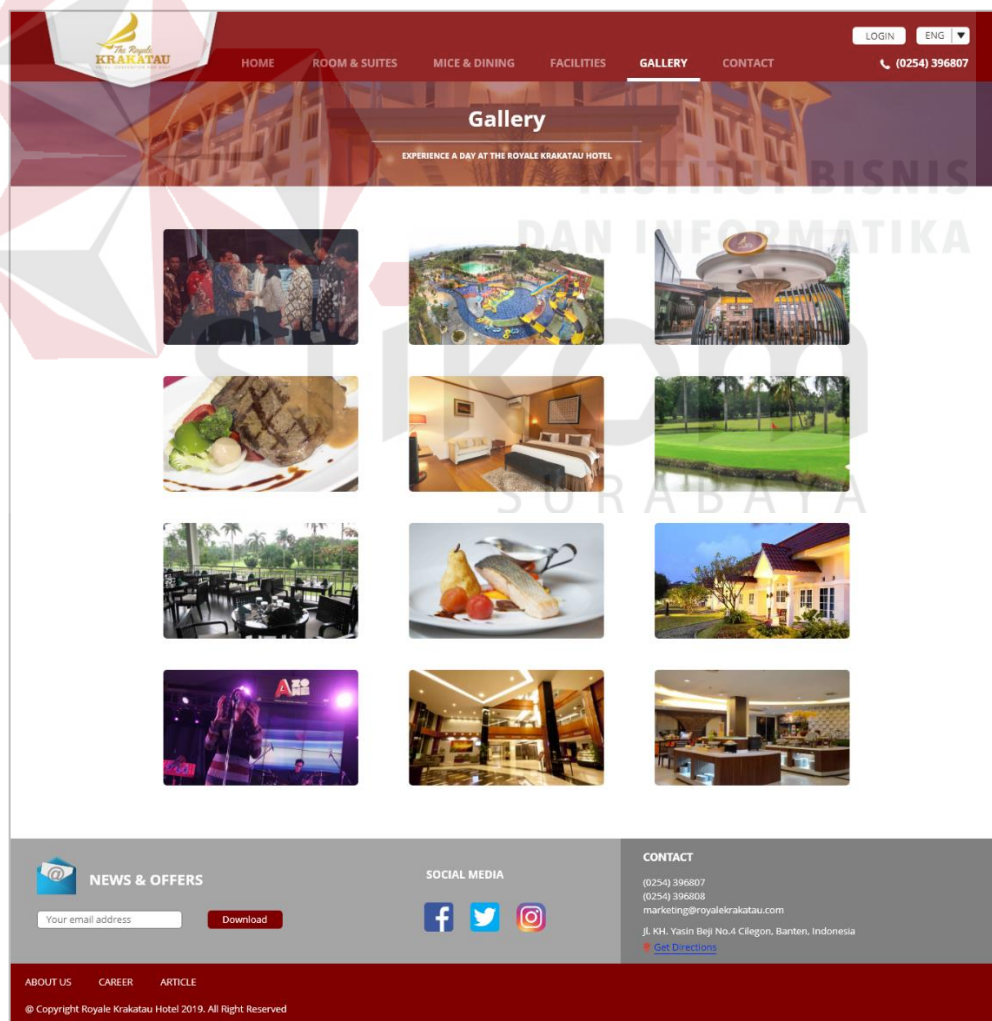 The Royale
KRAKATAU
LOGIN
ENG
HOME
ROOM & SUITES
MICE & DINING
FACILITIES
GALLERY
CONTACT
(0254) 396807
Gallery
EXPERIENCE A DAY AT THE ROYALE KRAKATAU HOTEL
INSTITUT BISNIS
DAN INFORMATIKA
stikom
SURABAYA
AZONE
NEWS & OFFERS
Your email address
Download
SOCIAL MEDIA
CONTACT
(0254) 396807
(0254) 396808
marketing@royalekrakatau.com
Jl. KH. Yasin Beji No.4 Cilegon, Banten, Indonesia
Get Directions
ABOUT US
CAREER
ARTICLE
@ Copyright Royale Krakatau Hotel 2019. All Right Reserved